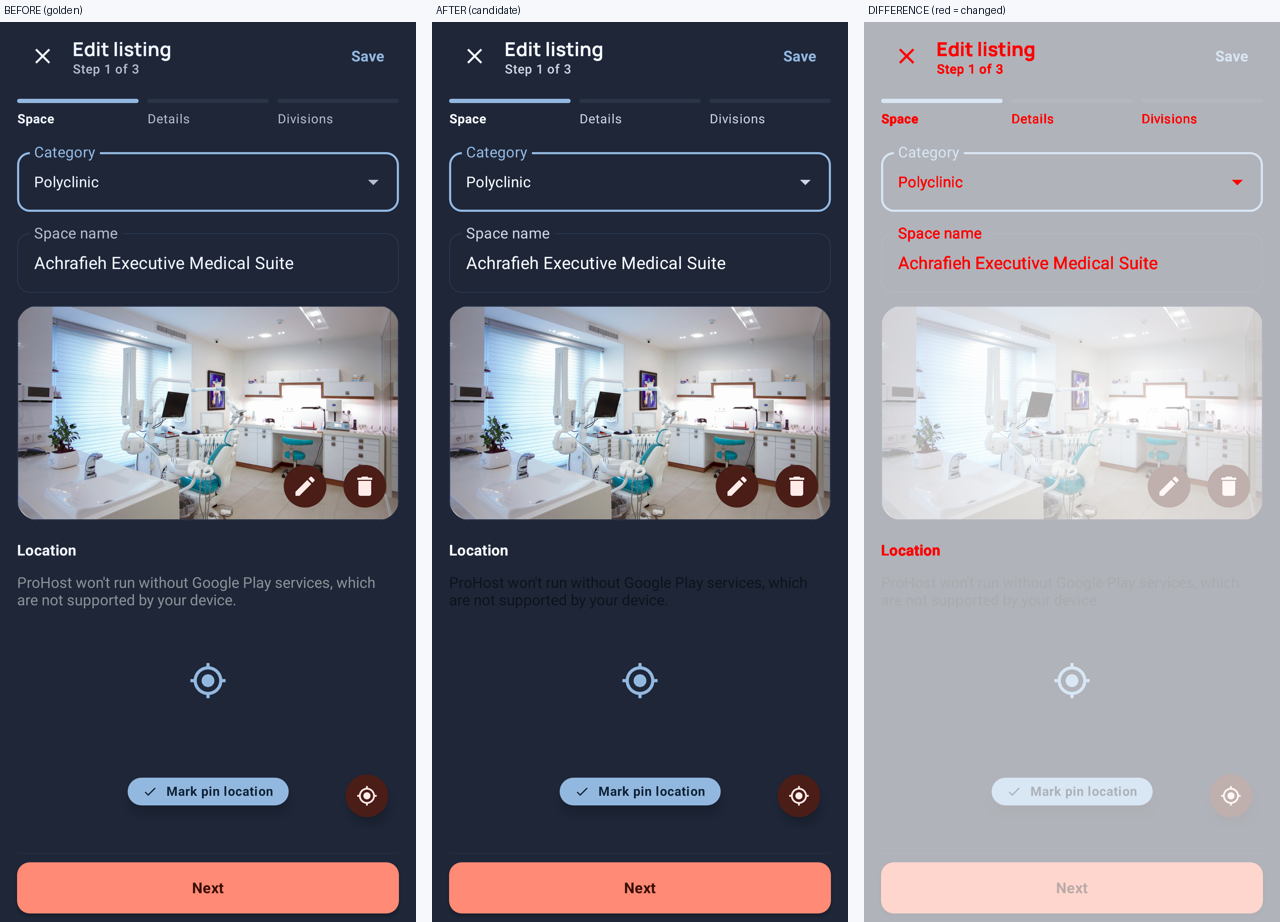 BEFORE (golden)
Edit listing
Step 1 of 3
Save
Space
Details
Divisions
Category
Polyclinic
Space name
Achrafieh Executive Medical Suite
Location
ProHost won't run without Google Play services, which
are not supported by your device.
Mark pin location
Next
AFTER (candidate)
Edit listing
Step 1 of 3
Save
Space
Details
Divisions
Category
Polyclinic
Space name
Achrafieh Executive Medical Suite
Location
ProHost won't run without Google Play services, which
are not supported by your device.
Mark pin location
Next
DIFFERENCE (red = changed)
Edit listing
Step 1 of 3
Save
Space
Details
Divisions
Category
Polyclinic
Space name
Achrafieh Executive Medical Suite
Location
ProHost won't run without Google Play services, which
are not supported by your device.
Mark pin location
Next